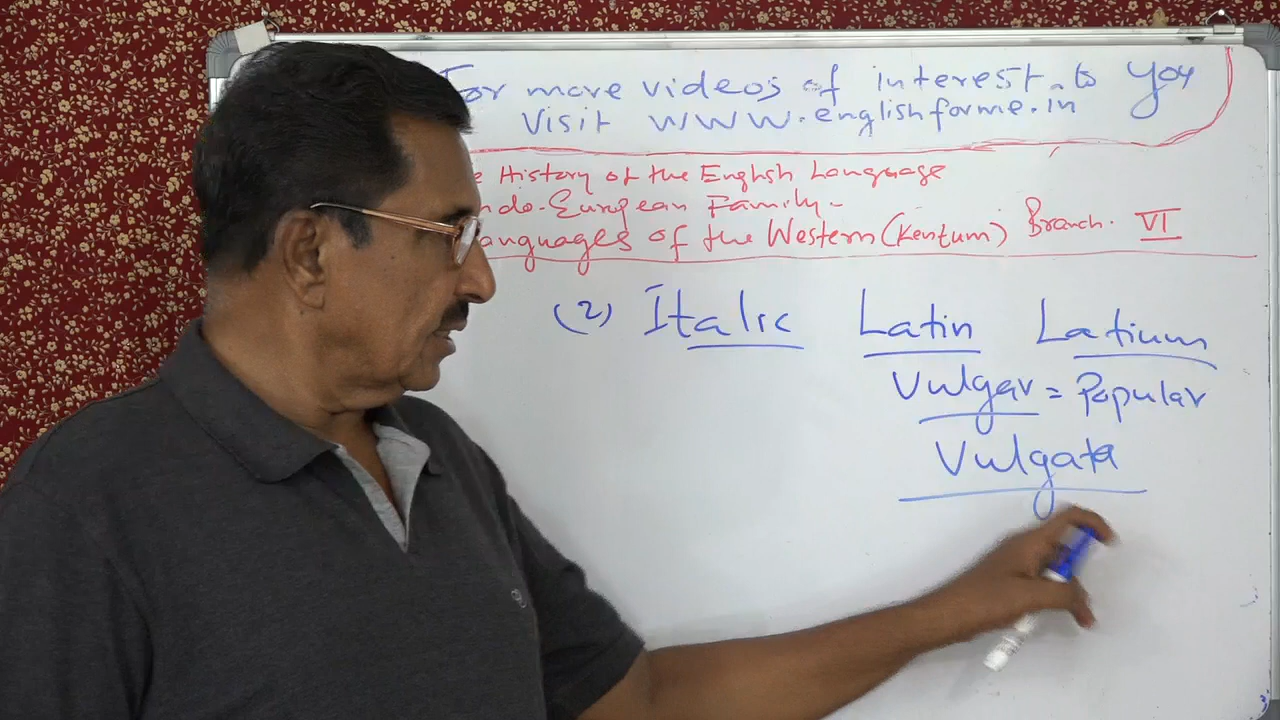 For more videos of interest to you
Visit www.englishforme.in
History of the English Language
Indo-European Family-
Languages of the Western (Kentum) Branch. VI
(2) Italic Latin Latium
Vulgar = Popular
Vulgata